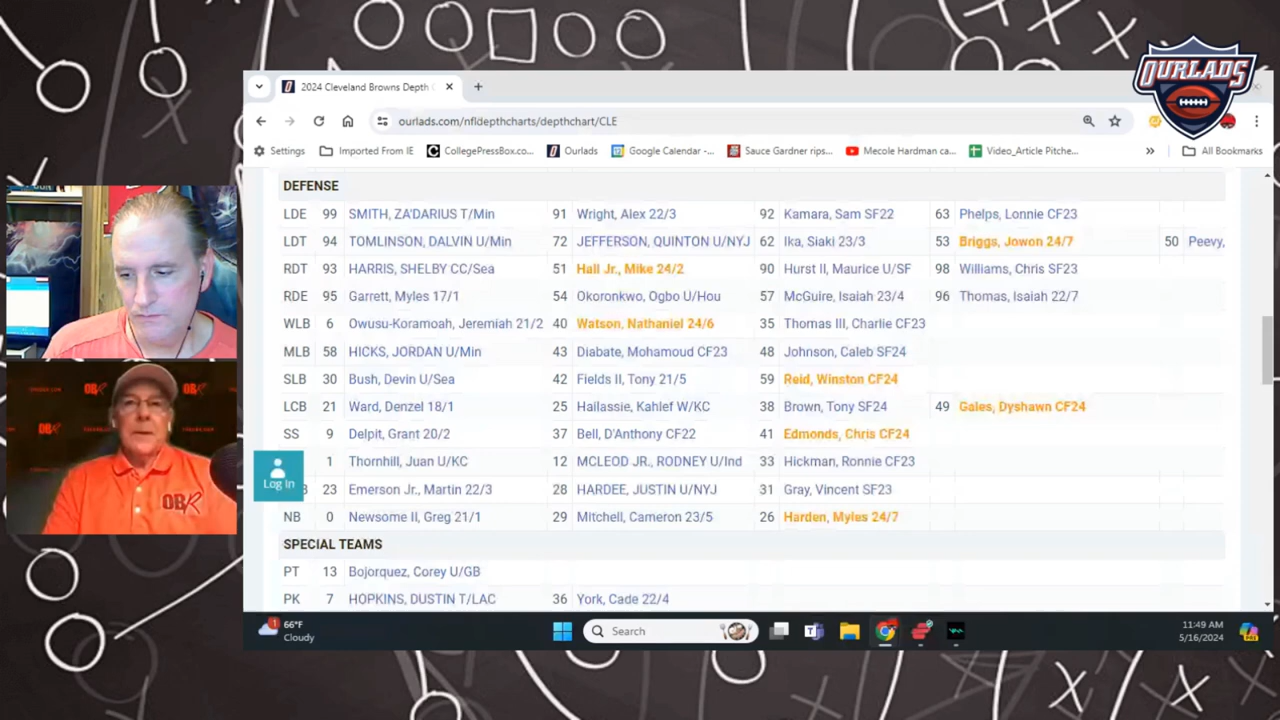 OURLADS
2024 Cleveland Browns Depth
ourlads.com/nfldepthcharts/depthchart/CLE
Settings Imported From IE CollegePressBox.co... Ourlads Google Calendar -... Sauce Gardner rips... Mecole Hardman ca... Video_Article Pitche... » All Bookmarks
DEFENSE
LDE 99 SMITH, ZA'DARIUS T/Min 91 Wright, Alex 22/3 92 Kamara, Sam SF22 63 Phelps, Lonnie CF23
LDT 94 TOMLINSON, DALVIN U/Min 72 JEFFERSON, QUINTON U/NYJ 62 Ika, Siaki 23/3 53 Briggs, Jowon 24/7 50 Peevy,
RDT 93 HARRIS, SHELBY CC/Sea 51 Hall Jr., Mike 24/2 90 Hurst II, Maurice U/SF 98 Williams, Chris SF23
RDE 95 Garrett, Myles 17/1 54 Okoronkwo, Ogbo U/Hou 57 McGuire, Isaiah 23/4 96 Thomas, Isaiah 22/7
WLB 6 Owusu-Koramoah, Jeremiah 21/2 40 Watson, Nathaniel 24/6 35 Thomas III, Charlie CF23
MLB 58 HICKS, JORDAN U/Min 43 Diabate, Mohamoud CF23 48 Johnson, Caleb SF24
SLB 30 Bush, Devin U/Sea 42 Fields II, Tony 21/5 59 Reid, Winston CF24
LCB 21 Ward, Denzel 18/1 25 Hailassie, Kahlef W/KC 38 Brown, Tony SF24 49 Gales, Dyshawn CF24
SS 9 Delpit, Grant 20/2 37 Bell, D'Anthony CF22 41 Edmonds, Chris CF24
1 Thornhill, Juan U/KC 12 MCLEOD JR., RODNEY U/Ind 33 Hickman, Ronnie CF23
Log In
23 Emerson Jr., Martin 22/3 28 HARDEE, JUSTIN U/NYJ 31 Gray, Vincent SF23
NB 0 Newsome II, Greg 21/1 29 Mitchell, Cameron 23/5 26 Harden, Myles 24/7
SPECIAL TEAMS
PT 13 Bojorquez, Corey U/GB
PK 7 HOPKINS, DUSTIN T/LAC 36 York, Cade 22/4
OBR
OBR
OBR
OBR
1
66°F
Cloudy
Search
11:49 AM
5/16/2024